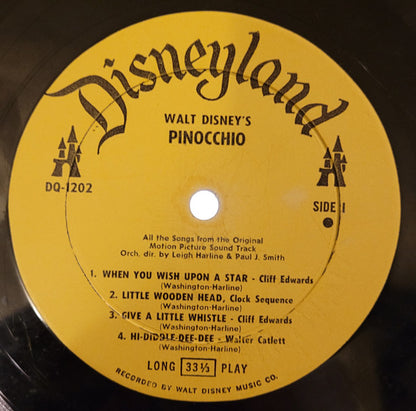 Disneyland
WALT DISNEY'S
PINOCCHIO
DQ-1202
SIDE 1
All the Songs from the Original
Motion Picture Sound Track
Orch. dir. by Leigh Harline & Paul J. Smith
1. WHEN YOU WISH UPON A STAR - Cliff Edwards
(Washington-Harline)
2. LITTLE WOODEN HEAD, Clock Sequence
(Washington-Harline)
3. GIVE A LITTLE WHISTLE - Cliff Edwards
(Washington-Harline)
4. HI-DIDDLE-DEE-DEE - Walter Catlett
(Washington-Harline)
LONG 33⅓ PLAY
RECORDED BY WALT DISNEY MUSIC CO.